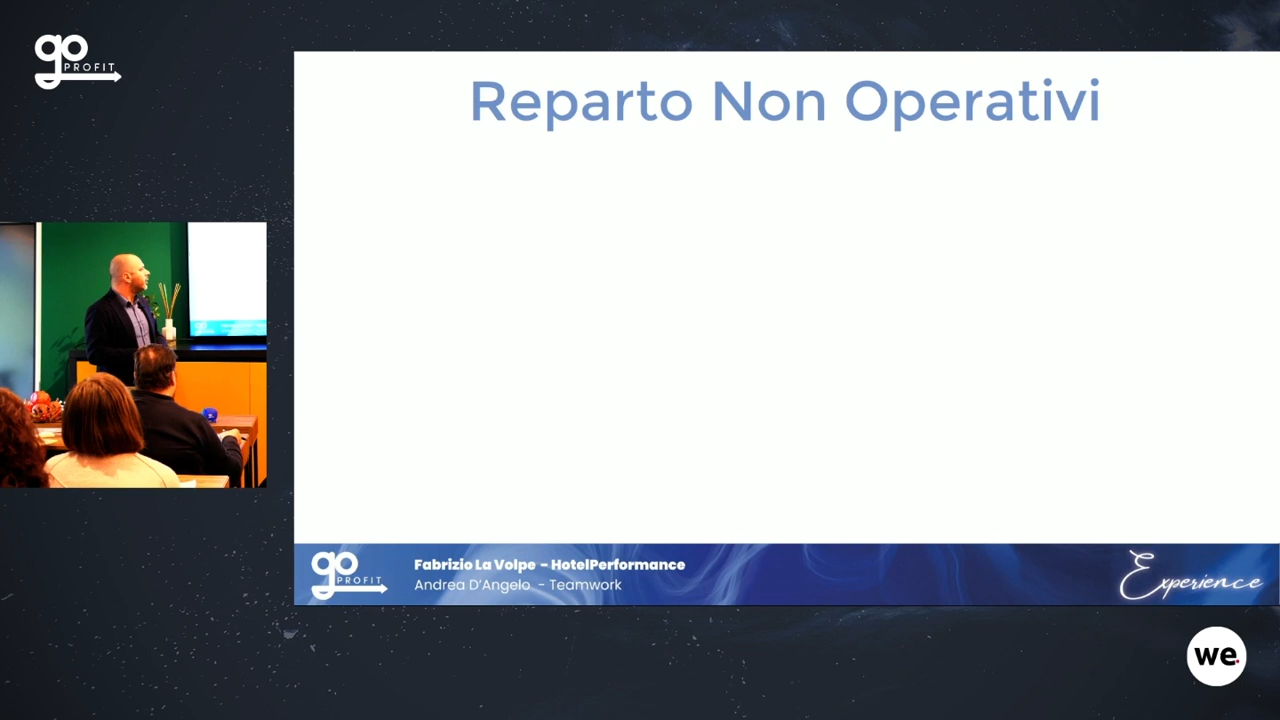 go
PROFIT
Reparto Non Operativi
go
PROFIT
Fabrizio La Volpe - HotelPerformance
Andrea D'Angelo - Teamwork
Experience
we.